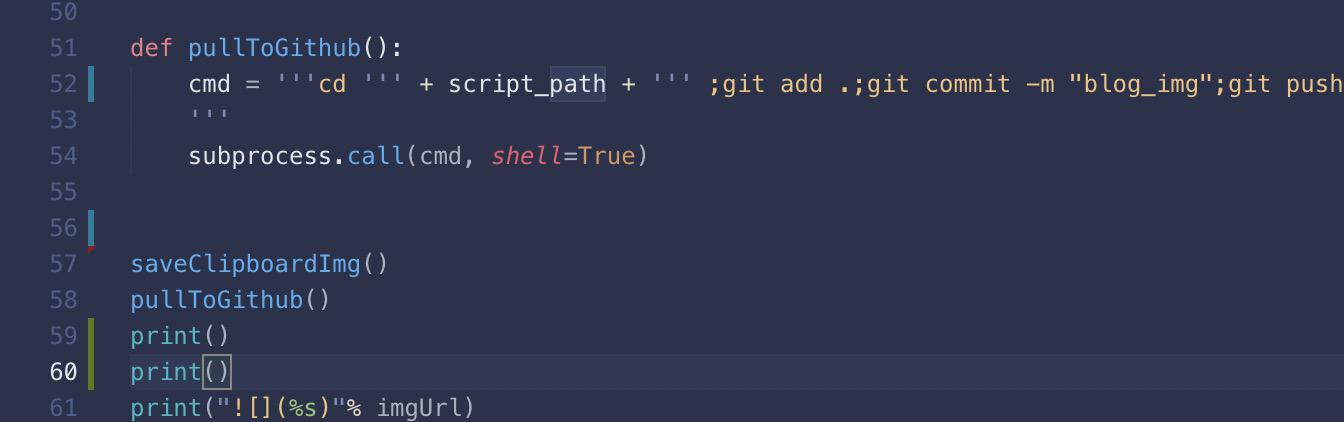 50
51 def pullToGithub():
52 cmd = '''cd ''' + script_path + ''' ;git add .;git commit -m "blog_img";git push
53 '''
54 subprocess.call(cmd, shell=True)
55
56
57 saveClipboardImg()
58 pullToGithub()
59 print()
60 print()
61 print("![](%s)"% imgUrl)